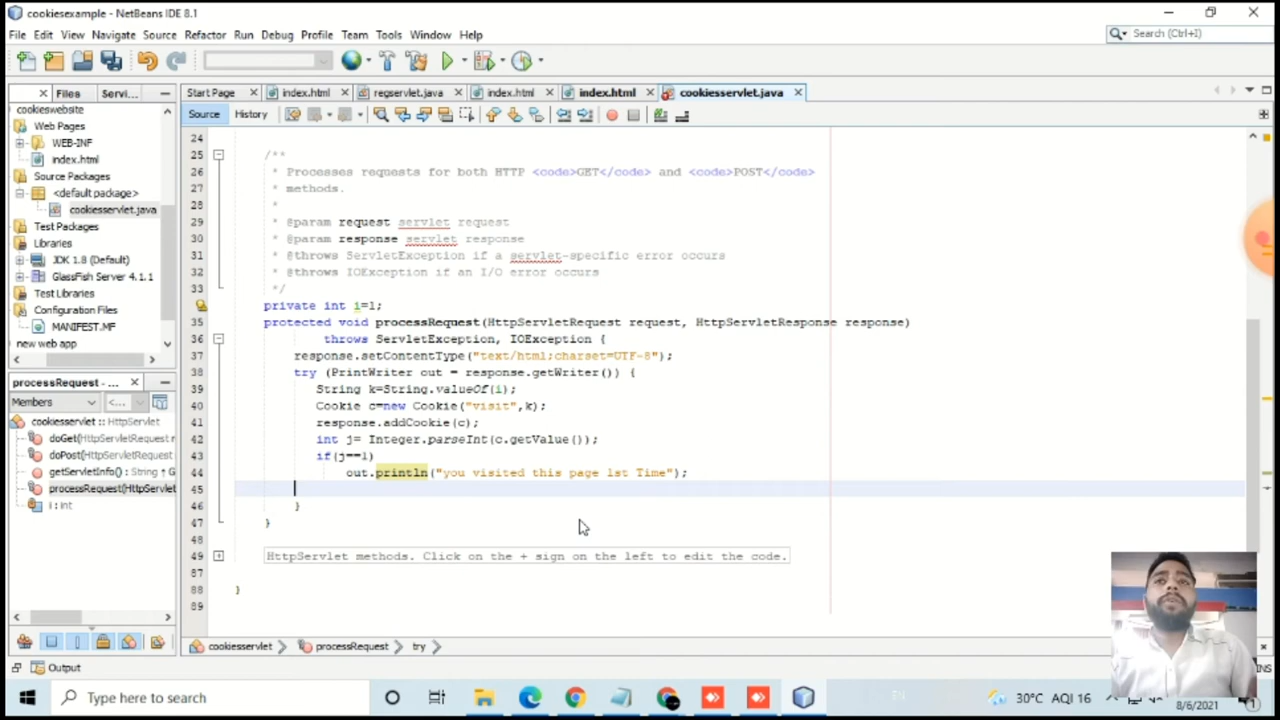 cookiesexample - NetBeans IDE 8.1
File Edit View Navigate Source Refactor Run Debug Profile Team Tools Window Help
Search (Ctrl+I)
Files Servi...
Start Page index.html regservlet.java index.html index.html cookiesservlet.java
cookieswebsite
Web Pages
WEB-INF
index.html
Source Packages
<default package>
cookiesservlet.java
Test Packages
Libraries
JDK 1.8 (Default)
GlassFish Server 4.1.1
Test Libraries
Configuration Files
MANIFEST.MF
new web app
processRequest - ...
Members <...
cookiesservlet :: HttpServlet
doGet(HttpServletRequest r
doPost(HttpServletRequest
getServletInfo() : String
processRequest(HttpServlet
i : int
Source History
24
25 /**
26 * Processes requests for both HTTP <code>GET</code> and <code>POST</code>
27 * methods.
28 *
29 * @param request servlet request
30 * @param response servlet response
31 * @throws ServletException if a servlet-specific error occurs
32 * @throws IOException if an I/O error occurs
33 */
private int i=1;
35 protected void processRequest(HttpServletRequest request, HttpServletResponse response)
36 throws ServletException, IOException {
37 response.setContentType("text/html;charset=UTF-8");
38 try (PrintWriter out = response.getWriter()) {
39 String k=String.valueOf(i);
40 Cookie c=new Cookie("visit",k);
41 response.addCookie(c);
42 int j= Integer.parseInt(c.getValue());
43 if(j==1)
44 out.println("you visited this page 1st Time");
45
46 }
47 }
48
49 HttpServlet methods. Click on the + sign on the left to edit the code.
87
88 }
89
cookiesservlet processRequest try
Output
INS
Type here to search
30°C AQI 16
8/6/2021